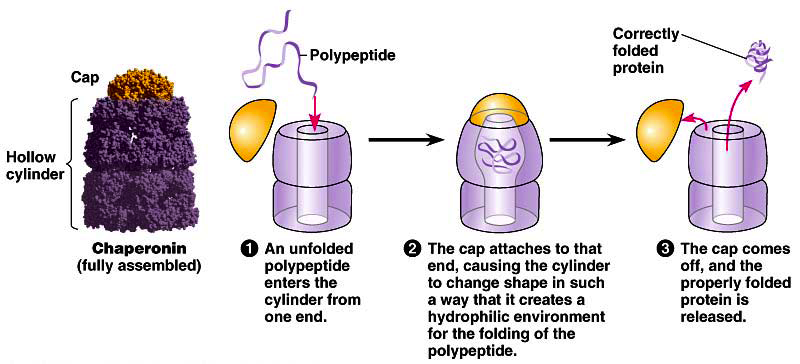 Cap
Hollow
cylinder
Chaperonin
(fully assembled)
Polypeptide
Correctly
folded
protein
1 An unfolded
polypeptide
enters the
cylinder from
one end.
2 The cap attaches to that
end, causing the cylinder
to change shape in such
a way that it creates a
hydrophilic environment
for the folding of the
polypeptide.
3 The cap comes
off, and the
properly folded
protein is
released.